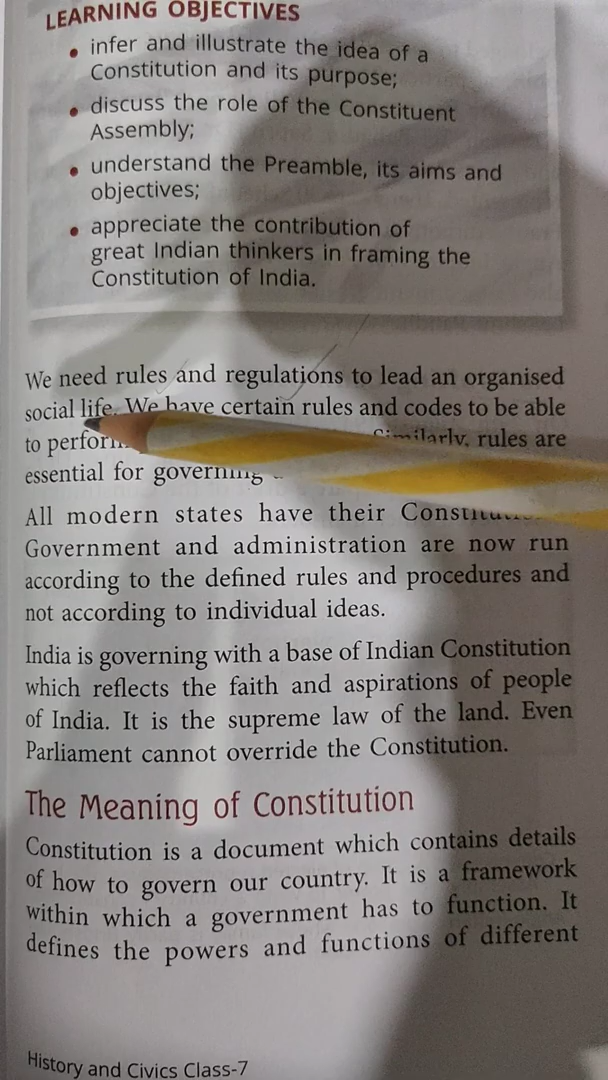 LEARNING OBJECTIVES
• infer and illustrate the idea of a
Constitution and its purpose;
• discuss the role of the Constituent
Assembly;
• understand the Preamble, its aims and
objectives;
• appreciate the contribution of
great Indian thinkers in framing the
Constitution of India.
We need rules and regulations to lead an organised
social life. We have certain rules and codes to be able
to Similarly, rules are
essential for governing
All modern states have their
Government and administration are now run
according to the defined rules and procedures and
not according to individual ideas.
India is governing with a base of Indian Constitution
which reflects the faith and aspirations of people
of India. It is the supreme law of the land. Even
Parliament cannot override the Constitution.
The Meaning of Constitution
Constitution is a document which contains details
of how to govern our country. It is a framework
within which a government has to function. It
defines the powers and functions of different
History and Civics Class-7